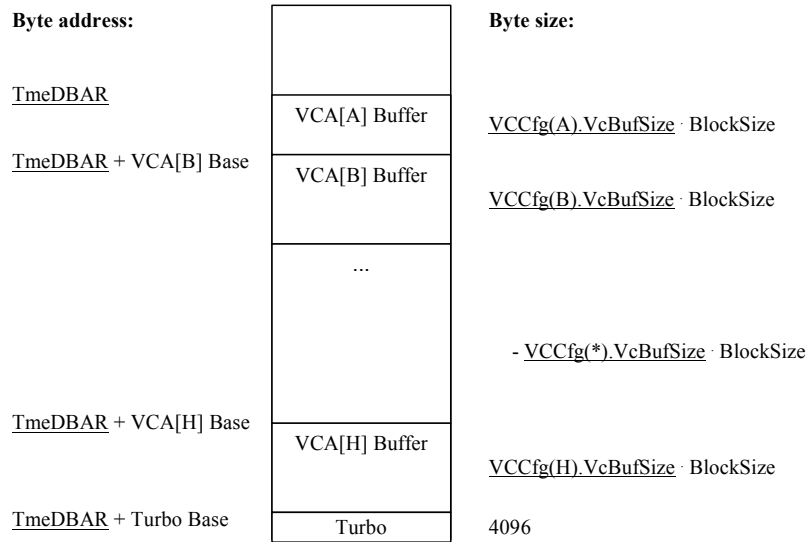 Byte address: Byte size:
TmeDBAR
VCA[A] Buffer
VCCfg(A).VcBufSize · BlockSize
TmeDBAR + VCA[B] Base
VCA[B] Buffer
VCCfg(B).VcBufSize · BlockSize
...
- VCCfg(*).VcBufSize · BlockSize
TmeDBAR + VCA[H] Base
VCA[H] Buffer
VCCfg(H).VcBufSize · BlockSize
TmeDBAR + Turbo Base
Turbo 4096